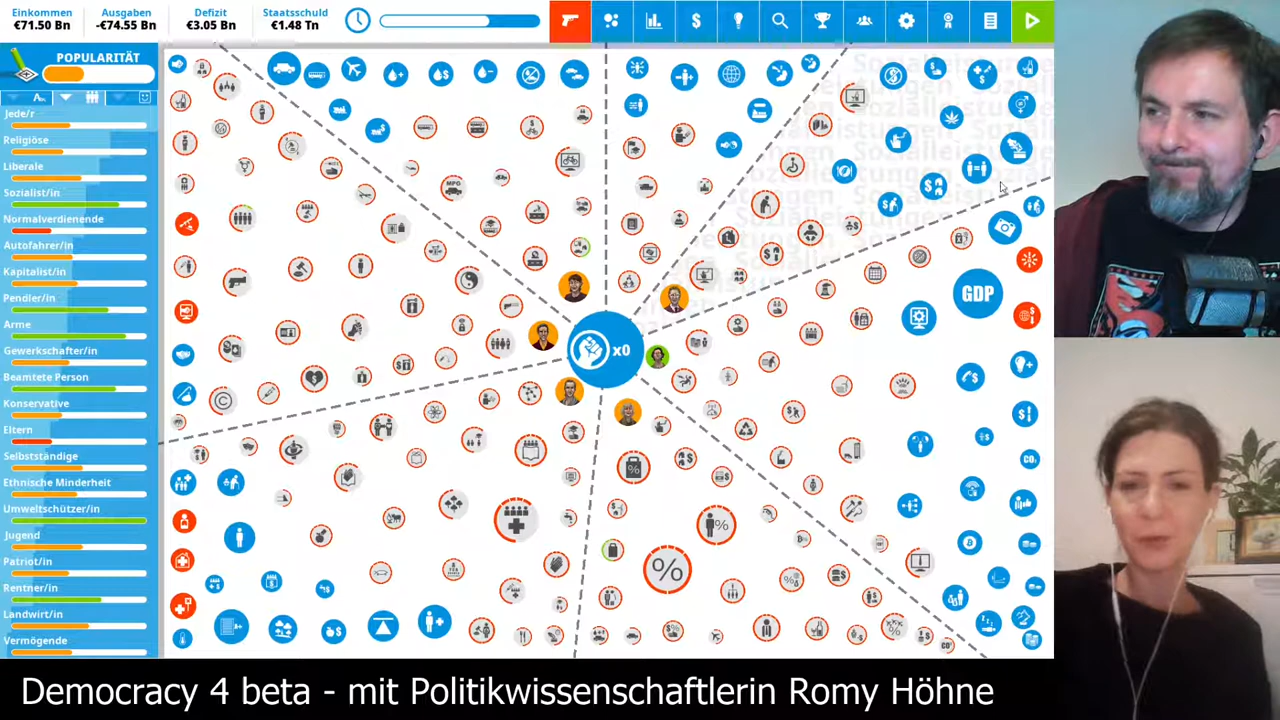 Einkommen
€71.50 Bn
Ausgaben
-€74.55 Bn
Defizit
€3.05 Bn
Staatsschuld
€1.48 Tn
POPULARITÄT
Jede/r
Religiöse
Liberale
Sozialist/in
Normalverdienende
Autofahrer/in
Kapitalist/in
Pendler/in
Arme
Gewerkschafter/in
Beamtete Person
Konservative
Eltern
Selbstständige
Ethnische Minderheit
Umweltschützer/in
Jugend
Patriot/in
Rentner/in
Landwirt/in
Vermögende
Sozialleistungen
MPG
GDP
x0
CO²
%
Democracy 4 beta - mit Politikwissenschaftlerin Romy Höhne